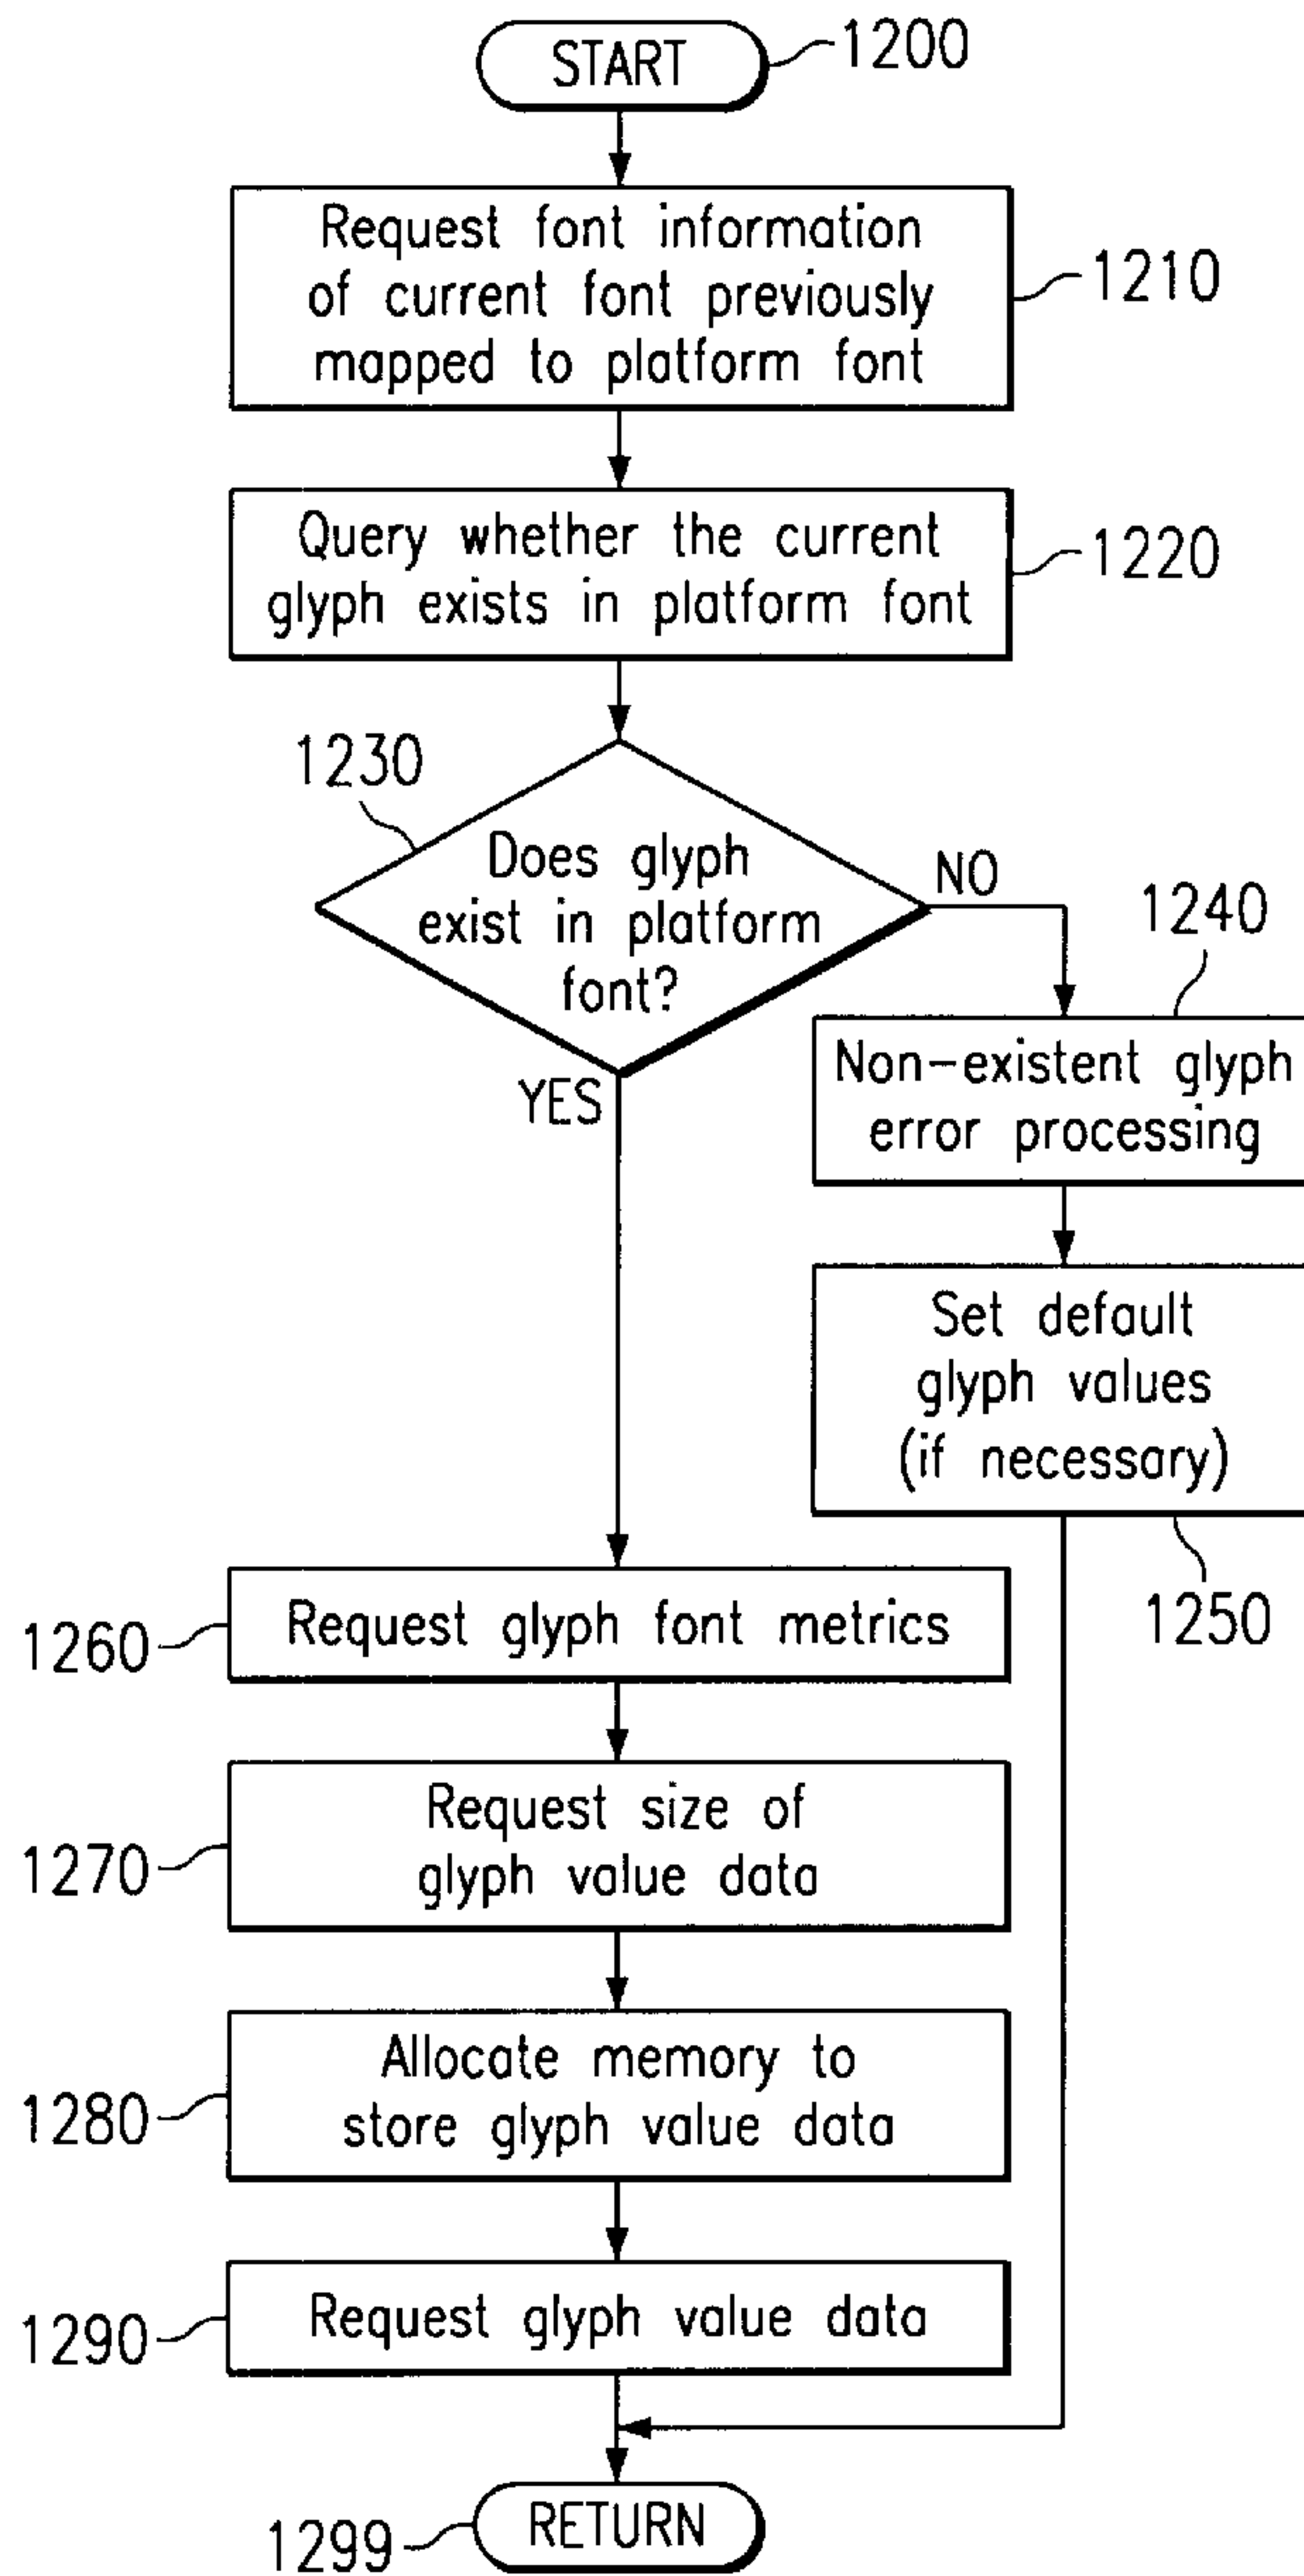 START
1200
Request font information
of current font previously
mapped to platform font
1210
Query whether the current
glyph exists in platform font
1220
1230
Does glyph
exist in platform
font?
NO
1240
YES
Non-existent glyph
error processing
Set default
glyph values
(if necessary)
1250
1260
Request glyph font metrics
1270
Request size of
glyph value data
1280
Allocate memory to
store glyph value data
1290
Request glyph value data
1299
RETURN